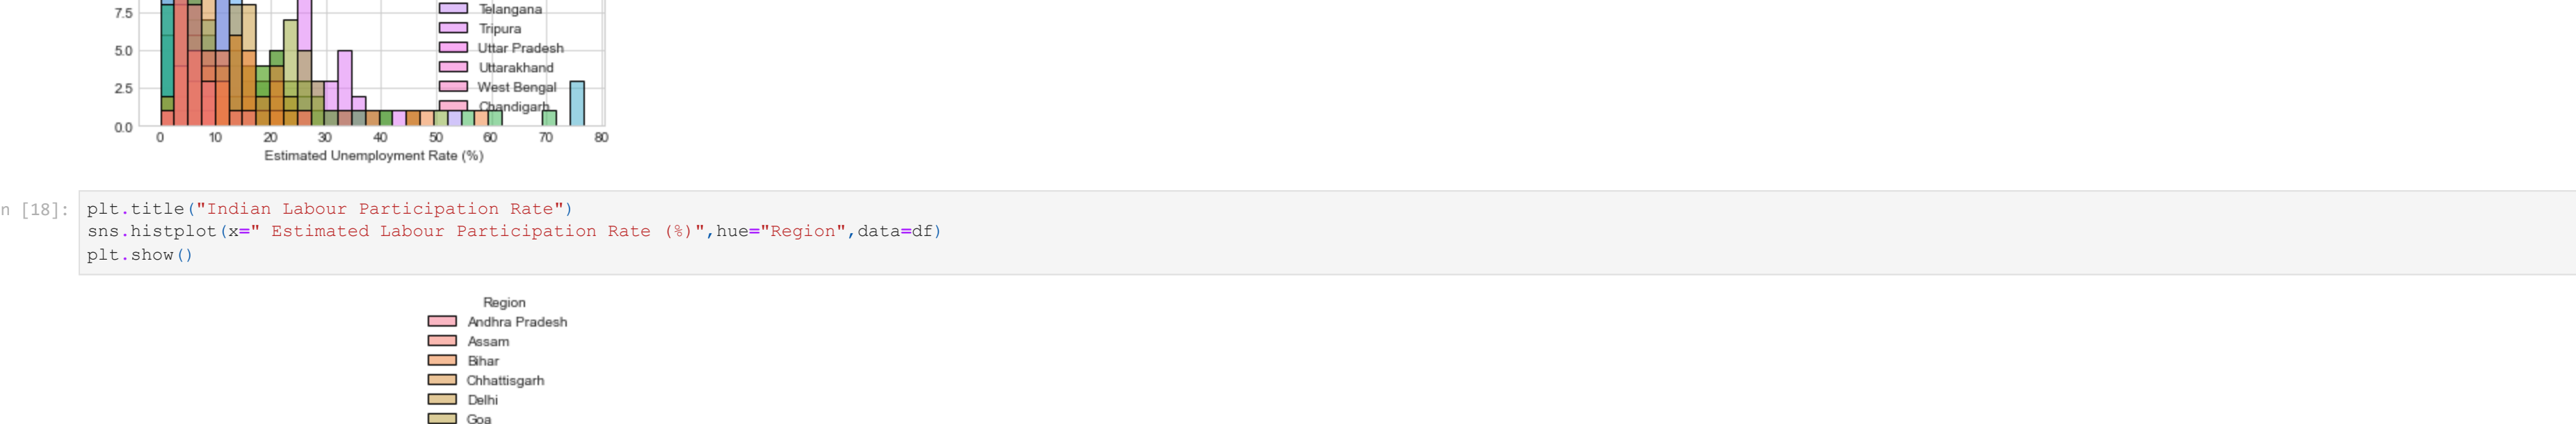 7.5
5.0
2.5
0.0
Telangana
Tripura
Uttar Pradesh
Uttarakhand
West Bengal
Chandigarh
0 10 20 30 40 50 60 70 80
Estimated Unemployment Rate (%)
n [18]:
plt.title("Indian Labour Participation Rate")
sns.histplot(x=" Estimated Labour Participation Rate (%)",hue="Region",data=df)
plt.show()
Region
Andhra Pradesh
Assam
Bihar
Chhattisgarh
Delhi
Goa